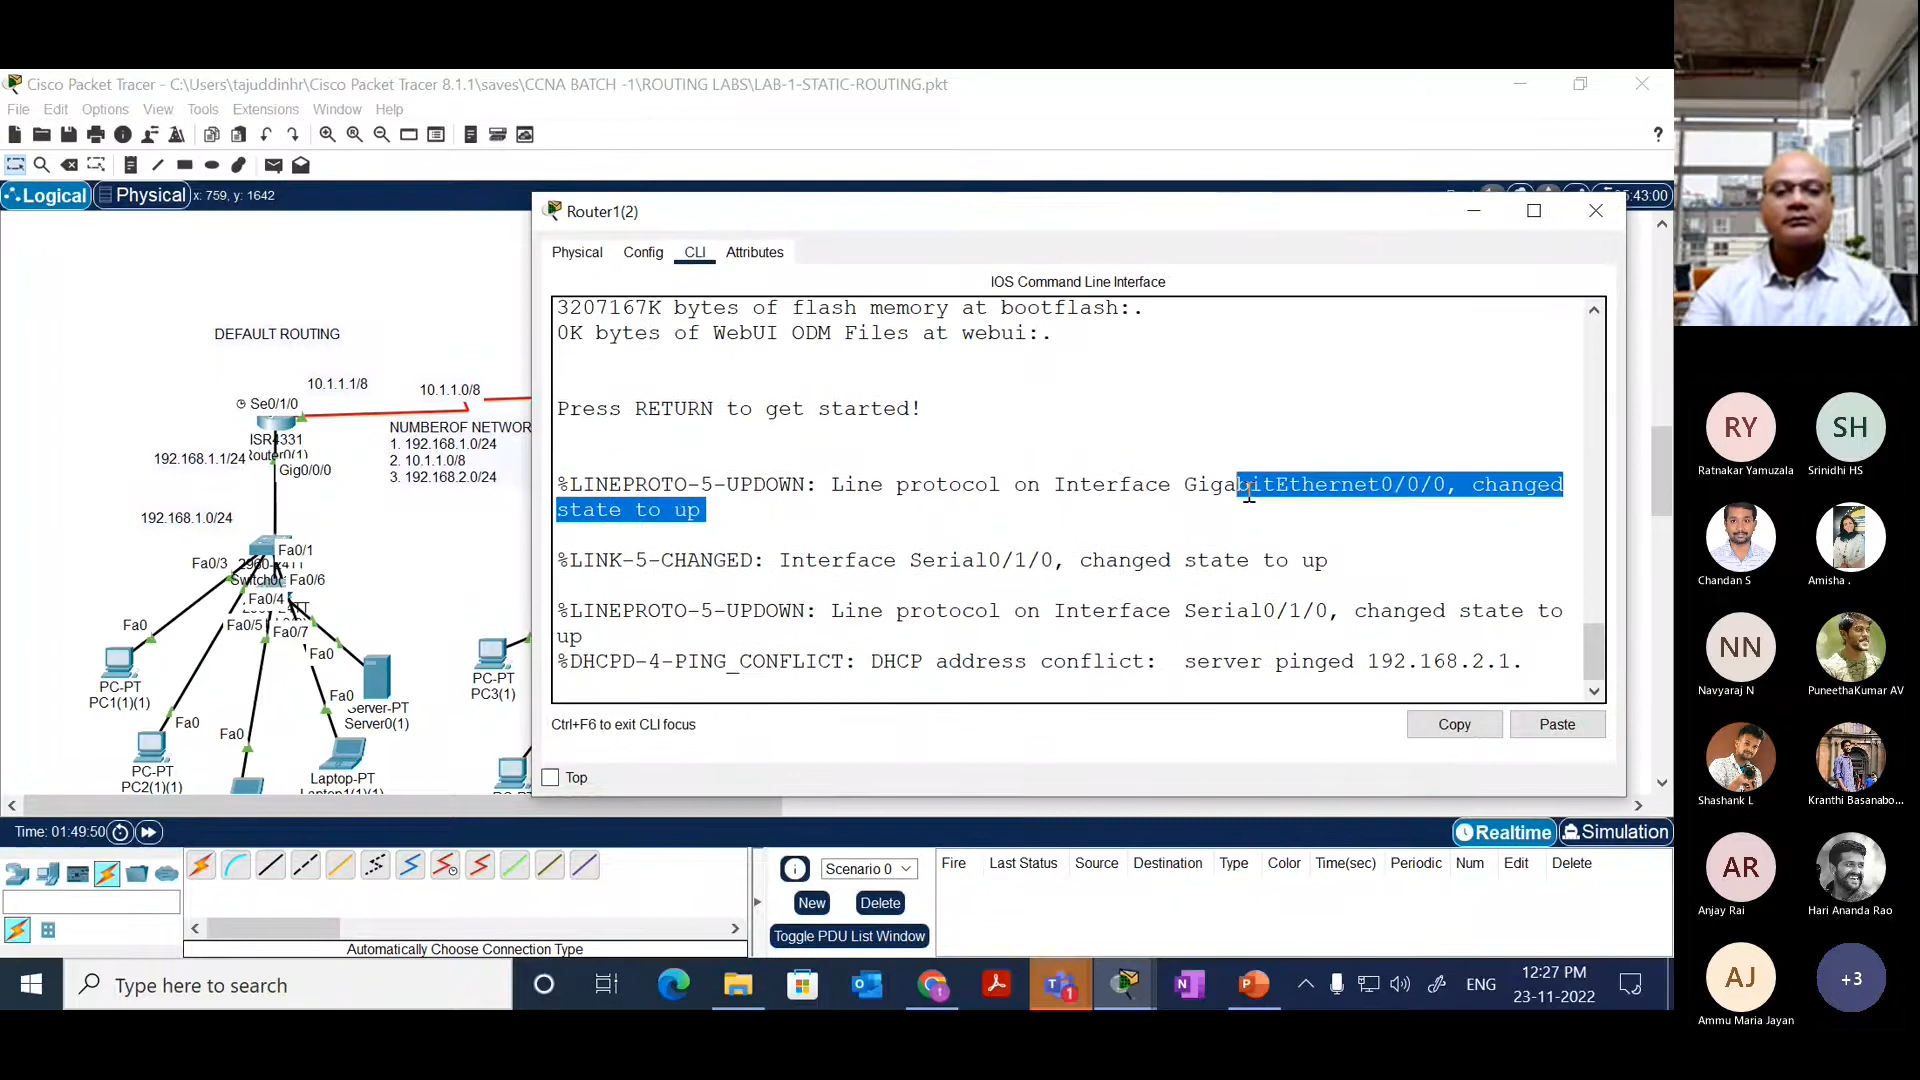 Cisco Packet Tracer - C:\Users\tajuddinhr\Cisco Packet Tracer 8.1.1\saves\CCNA BATCH -1\ROUTING LABS\LAB-1-STATIC-ROUTING.pkt
File Edit Options View Tools Extensions Window Help
?
Logical Physical x: 759, y: 1642
:43:00
Router1(2)
Physical Config CLI Attributes
IOS Command Line Interface
3207167K bytes of flash memory at bootflash:.
0K bytes of WebUI ODM Files at webui:.
Press RETURN to get started!
%LINEPROTO-5-UPDOWN: Line protocol on Interface GigabitEthernet0/0/0, changed
state to up
%LINK-5-CHANGED: Interface Serial0/1/0, changed state to up
%LINEPROTO-5-UPDOWN: Line protocol on Interface Serial0/1/0, changed state to
up
%DHCPD-4-PING_CONFLICT: DHCP address conflict:  server pinged 192.168.2.1.
Ctrl+F6 to exit CLI focus
Copy Paste
Top
DEFAULT ROUTING
10.1.1.1/8
10.1.1.0/8
Se0/1/0
ISR4331
Router0(1)
NUMBEROF NETWOR
1. 192.168.1.0/24
2. 10.1.1.0/8
3. 192.168.2.0/24
192.168.1.1/24
Gig0/0/0
192.168.1.0/24
Fa0/1
Fa0/3
Fa0/6
Fa0/4
Fa0/5
Fa0/7
Fa0
Fa0
Fa0
Fa0
Fa0
PC-PT
PC1(1)(1)
PC-PT
PC2(1)(1)
Server-PT
Server0(1)
Laptop-PT
Laptop1(1)(1)
PC-PT
PC3(1)
Time: 01:49:50
Realtime Simulation
Scenario 0
New Delete
Toggle PDU List Window
Fire Last Status Source Destination Type Color Time(sec) Periodic Num Edit Delete
Automatically Choose Connection Type
Type here to search
1
ENG
12:27 PM
23-11-2022
RY
Ratnakar Yamuzala
SH
Srinidhi HS
Chandan S
Amisha .
NN
Navyaraj N
PuneethaKumar AV
Shashank L
Kranthi Basanabo...
AR
Anjay Rai
Hari Ananda Rao
AJ
Ammu Maria Jayan
+3